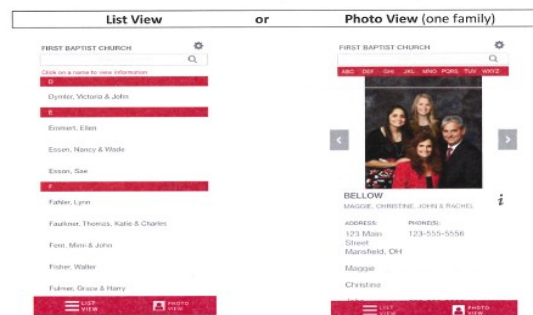 List View or Photo View (one family)
FIRST BAPTIST CHURCH
Click on a name to view information
D
Dymler, Victoria & John
E
Emmert, Ellen
Essen, Nancy & Wade
Essan, Sae
F
Fahler, Lynn
Faulkner, Thomas, Katie & Charles
Fent, Mimi & John
Fisher, Walter
Fulmer, Grace & Harry
LIST VIEW
PHOTO VIEW
FIRST BAPTIST CHURCH
ABC DEF GHI JKL MNO PQRS TUV WXYZ
BELLOW
MAGGIE, CHRISTINE, JOHN & RACHEL
i
ADDRESS: PHONE(S):
123 Main 123-555-5556
Street
Mansfield, OH
Maggie
Christine
LIST VIEW
PHOTO VIEW